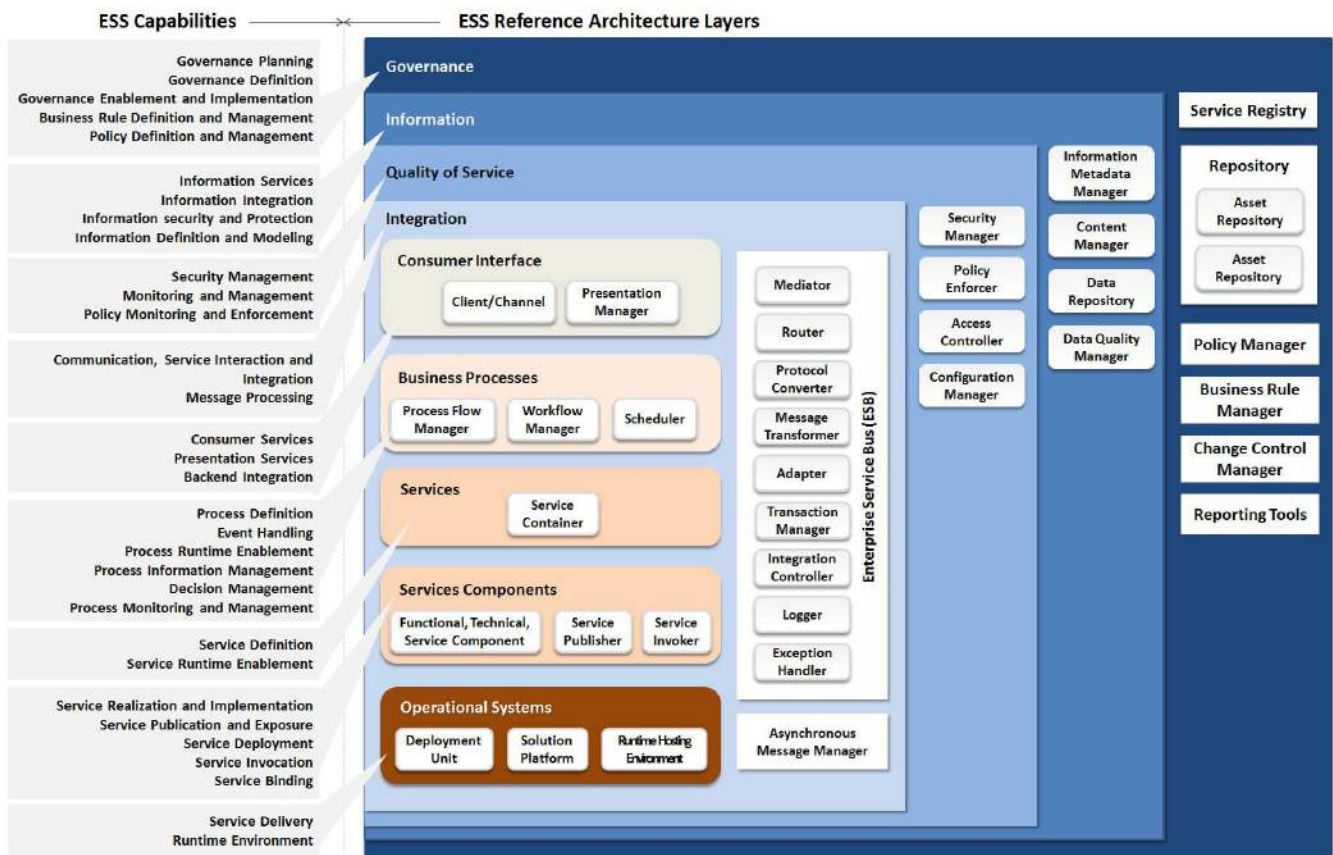 ESS Capabilities
ESS Reference Architecture Layers
Governance Planning
Governance Definition
Governance Enablement and Implementation
Business Rule Definition and Management
Policy Definition and Management
Information Services
Information Integration
Information security and Protection
Information Definition and Modeling
Security Management
Monitoring and Management
Policy Monitoring and Enforcement
Communication, Service Interaction and
Integration
Message Processing
Consumer Services
Presentation Services
Backend Integration
Process Definition
Event Handling
Process Runtime Enablement
Process Information Management
Decision Management
Process Monitoring and Management
Service Definition
Service Runtime Enablement
Service Realization and Implementation
Service Publication and Exposure
Service Deployment
Service Invocation
Service Binding
Service Delivery
Runtime Environment
Governance
Information
Quality of Service
Integration
Consumer Interface
Client/Channel
Presentation
Manager
Business Processes
Process Flow
Manager
Workflow
Manager
Scheduler
Services
Service
Container
Services Components
Functional, Technical,
Service Component
Service
Publisher
Service
Invoker
Operational Systems
Deployment
Unit
Solution
Platform
Runtime Hosting
Environment
Mediator
Router
Protocol
Converter
Message
Transformer
Adapter
Transaction
Manager
Integration
Controller
Logger
Exception
Handler
Enterprise Service Bus (ESB)
Asynchronous
Message Manager
Security
Manager
Policy
Enforcer
Access
Controller
Configuration
Manager
Information
Metadata
Manager
Content
Manager
Data
Repository
Data Quality
Manager
Service Registry
Repository
Asset
Repository
Asset
Repository
Policy Manager
Business Rule
Manager
Change Control
Manager
Reporting Tools